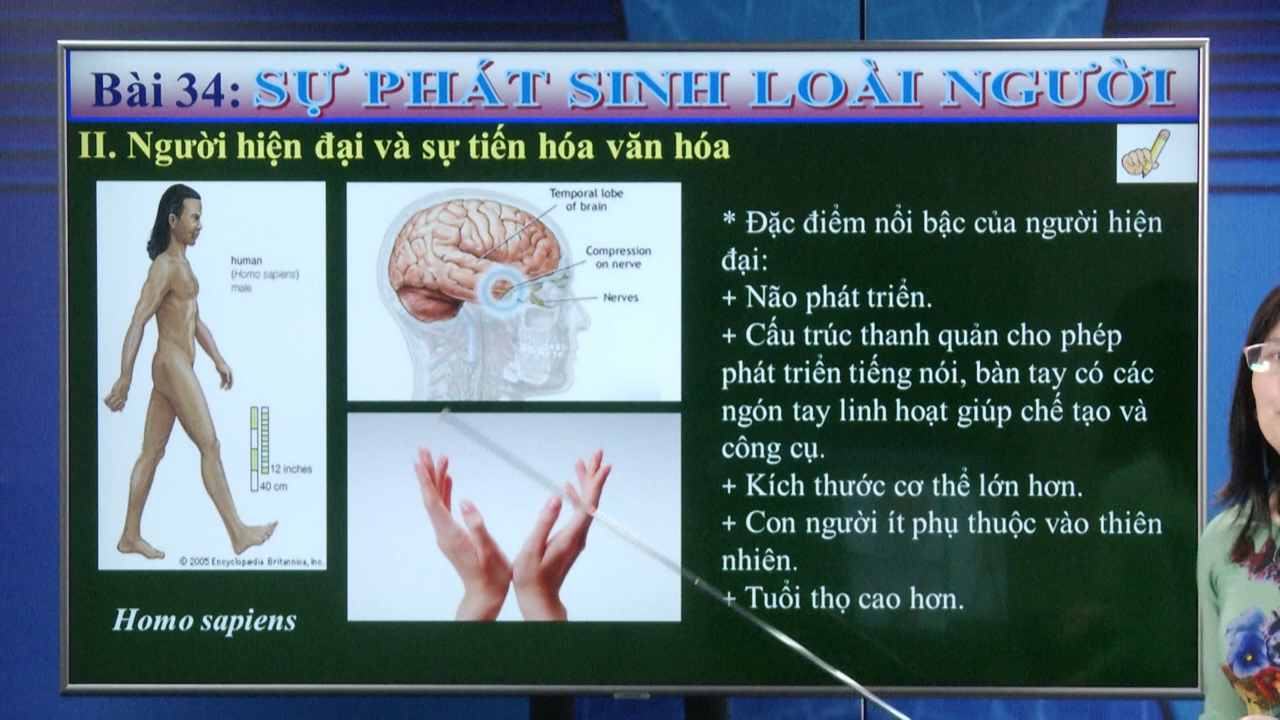 Bài 34: SỰ PHÁT SINH LOÀI NGƯỜI
II. Người hiện đại và sự tiến hóa văn hóa
human
(Homo sapiens)
male
12 inches
40 cm
© 2005 Encyclopædia Britannica, Inc.
Homo sapiens
Temporal lobe
of brain
Compression
on nerve
Nerves
* Đặc điểm nổi bậc của người hiện
đại:
+ Não phát triển.
+ Cấu trúc thanh quản cho phép
phát triển tiếng nói, bàn tay có các
ngón tay linh hoạt giúp chế tạo và
công cụ.
+ Kích thước cơ thể lớn hơn.
+ Con người ít phụ thuộc vào thiên
nhiên.
+ Tuổi thọ cao hơn.